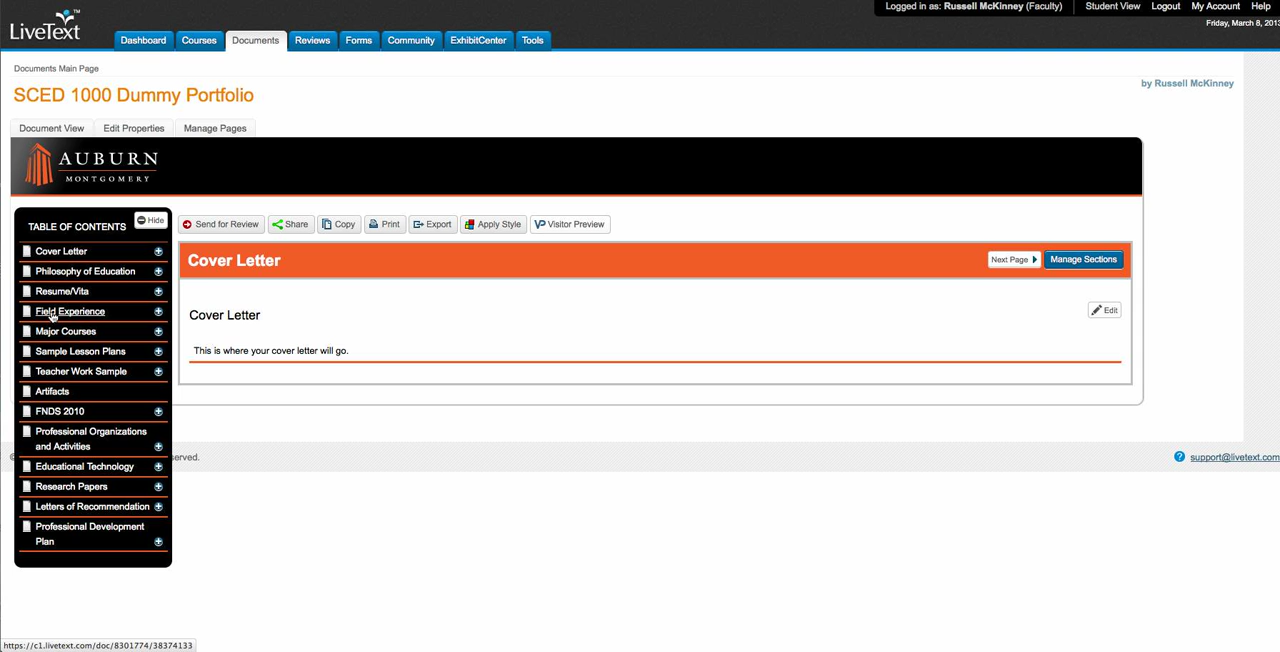 Logged in as: Russell McKinney (Faculty) Student View Logout My Account Help
Friday, March 8, 2013
LiveText™
Dashboard Courses Documents Reviews Forms Community ExhibitCenter Tools
Documents Main Page
SCED 1000 Dummy Portfolio
by Russell McKinney
Document View Edit Properties Manage Pages
AUBURN
MONTGOMERY
TABLE OF CONTENTS Hide
Send for Review Share Copy Print Export Apply Style VP Visitor Preview
Cover Letter
Philosophy of Education
Resume/Vita
Field Experience
Major Courses
Sample Lesson Plans
Teacher Work Sample
Artifacts
FNDS 2010
Professional Organizations
and Activities
Educational Technology
Research Papers
Letters of Recommendation
Professional Development
Plan
Cover Letter Next Page Manage Sections
Cover Letter Edit
This is where your cover letter will go.
© erved. ? support@livetext.com
https://c1.livetext.com/doc/8301774/38374133